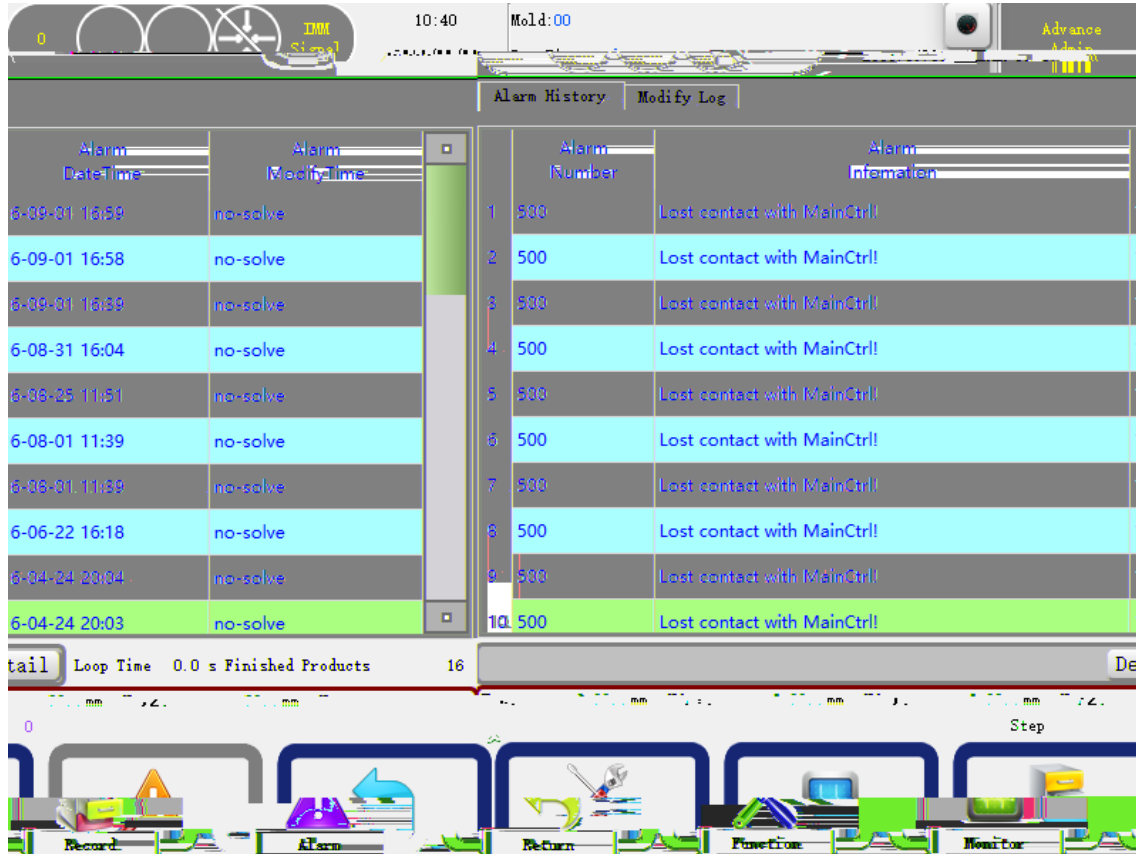 0
IMM
Signal
10:40
Mold:00
Advance
Admin
Alarm History
Modify Log
Alarm
DateTime
Alarm
ModifyTime
Alarm
Number
Alarm
Infomation
6-09-01 16:59 no-solve 1 500 Lost contact with MainCtrl!
6-09-01 16:58 no-solve 2 500 Lost contact with MainCtrl!
6-09-01 16:39 no-solve 3 500 Lost contact with MainCtrl!
6-08-31 16:04 no-solve 4 500 Lost contact with MainCtrl!
11:51 no-solve 5 500 Lost contact with MainCtrl!
6-08-01 11:39 no-solve 6 500 Lost contact with MainCtrl!
6-08-01 11:39 no-solve 7 500 Lost contact with MainCtrl!
6-06-22 16:18 no-solve 8 500 Lost contact with MainCtrl!
6-04-24 20:04 no-solve 9 500 Lost contact with MainCtrl!
6-04-24 20:03 no-solve 10 500 Lost contact with MainCtrl!
tail Loop Time 0.0 s Finished Products 16 De
0
Step
Record Alarm Return Function Monitor